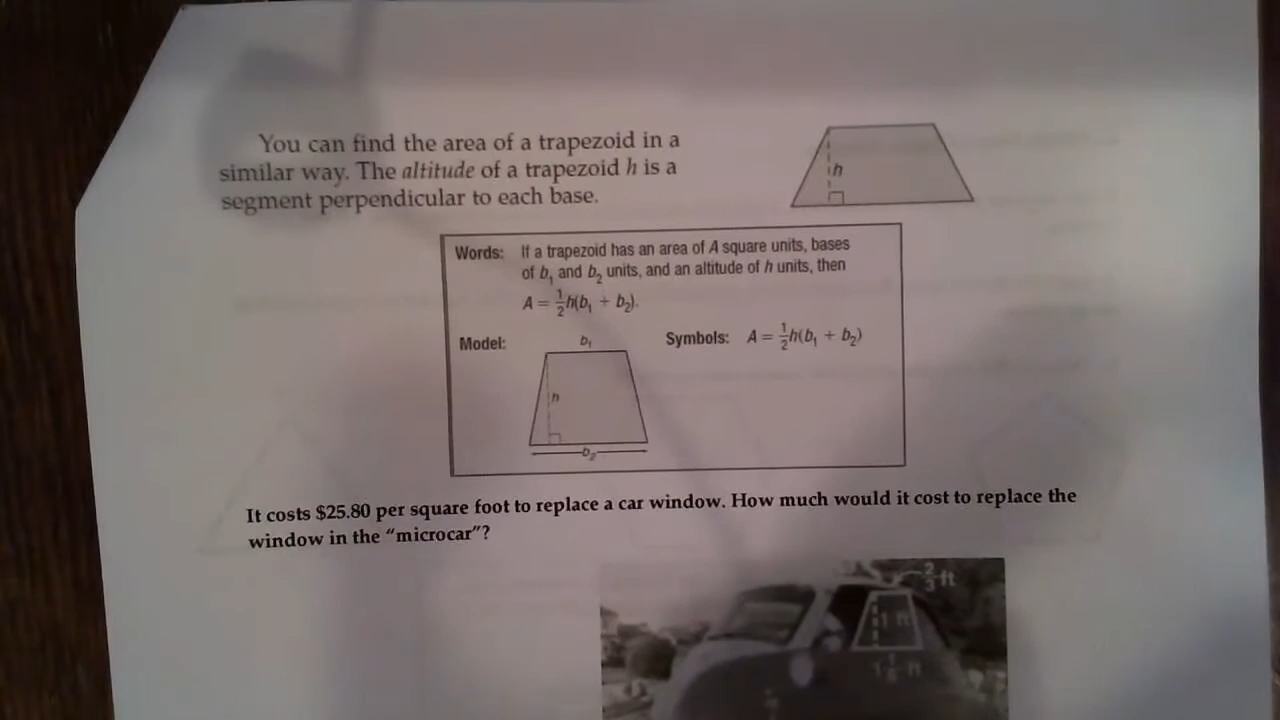 You can find the area of a trapezoid in a
similar way. The altitude of a trapezoid h is a
segment perpendicular to each base.
h
Words: If a trapezoid has an area of A square units, bases
of b₁ and b₂ units, and an altitude of h units, then
A = ½h(b₁ + b₂).
Model: b₁ Symbols: A = ½h(b₁ + b₂)
h
b₂
It costs $25.80 per square foot to replace a car window. How much would it cost to replace the
window in the “microcar”?
⅔ ft
1 ft
ft